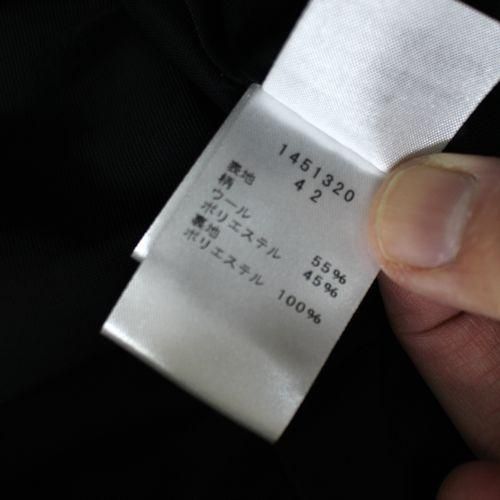 1451320
表地 42
柄
ウール 55%
ポリエステル 45%
裏地
ポリエステル 100%